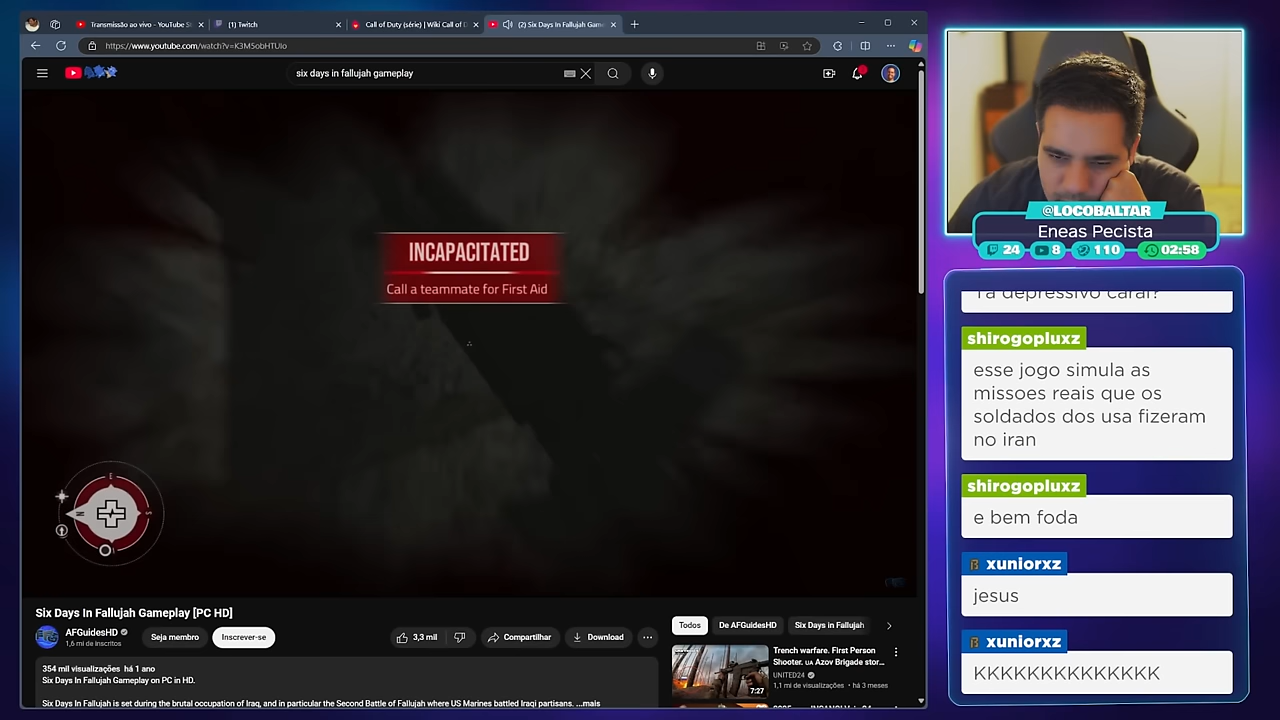 Transmissão ao vivo - YouTube St
(1) Twitch
Call of Duty (série) | Wiki Call of D
(2) Six Days In Fallujah Gam
https://www.youtube.com/watch?v=K3MSobHTUlo
six days in fallujah gameplay
INCAPACITATED
Call a teammate for First Aid
E
N
S
Six Days In Fallujah Gameplay [PC HD]
AFGuidesHD
1,6 mi de inscritos
Seja membro
Inscrever-se
3,3 mil
Compartilhar
Download
354 mil visualizações há 1 ano
Six Days In Fallujah Gameplay on PC in HD.
Six Days In Fallujah is set during the brutal occupation of Iraq, and in particular the Second Battle of Fallujah where US Marines battled Iraqi partisans. ...mais
Todos
De AFGuidesHD
Six Days in Fallujah
Trench warfare. First Person
Shooter. UA Azov Brigade stor...
UNITED24
1,1 mi de visualizações • há 3 meses
7:27
@LOCOBALTAR
Eneas Pecista
24
8
110
02:58
Tá depressivo carai?
shirogopluxz
esse jogo simula as
missoes reais que os
soldados dos usa fizeram
no iran
shirogopluxz
e bem foda
xuniorxz
jesus
xuniorxz
KKKKKKKKKKKKKK